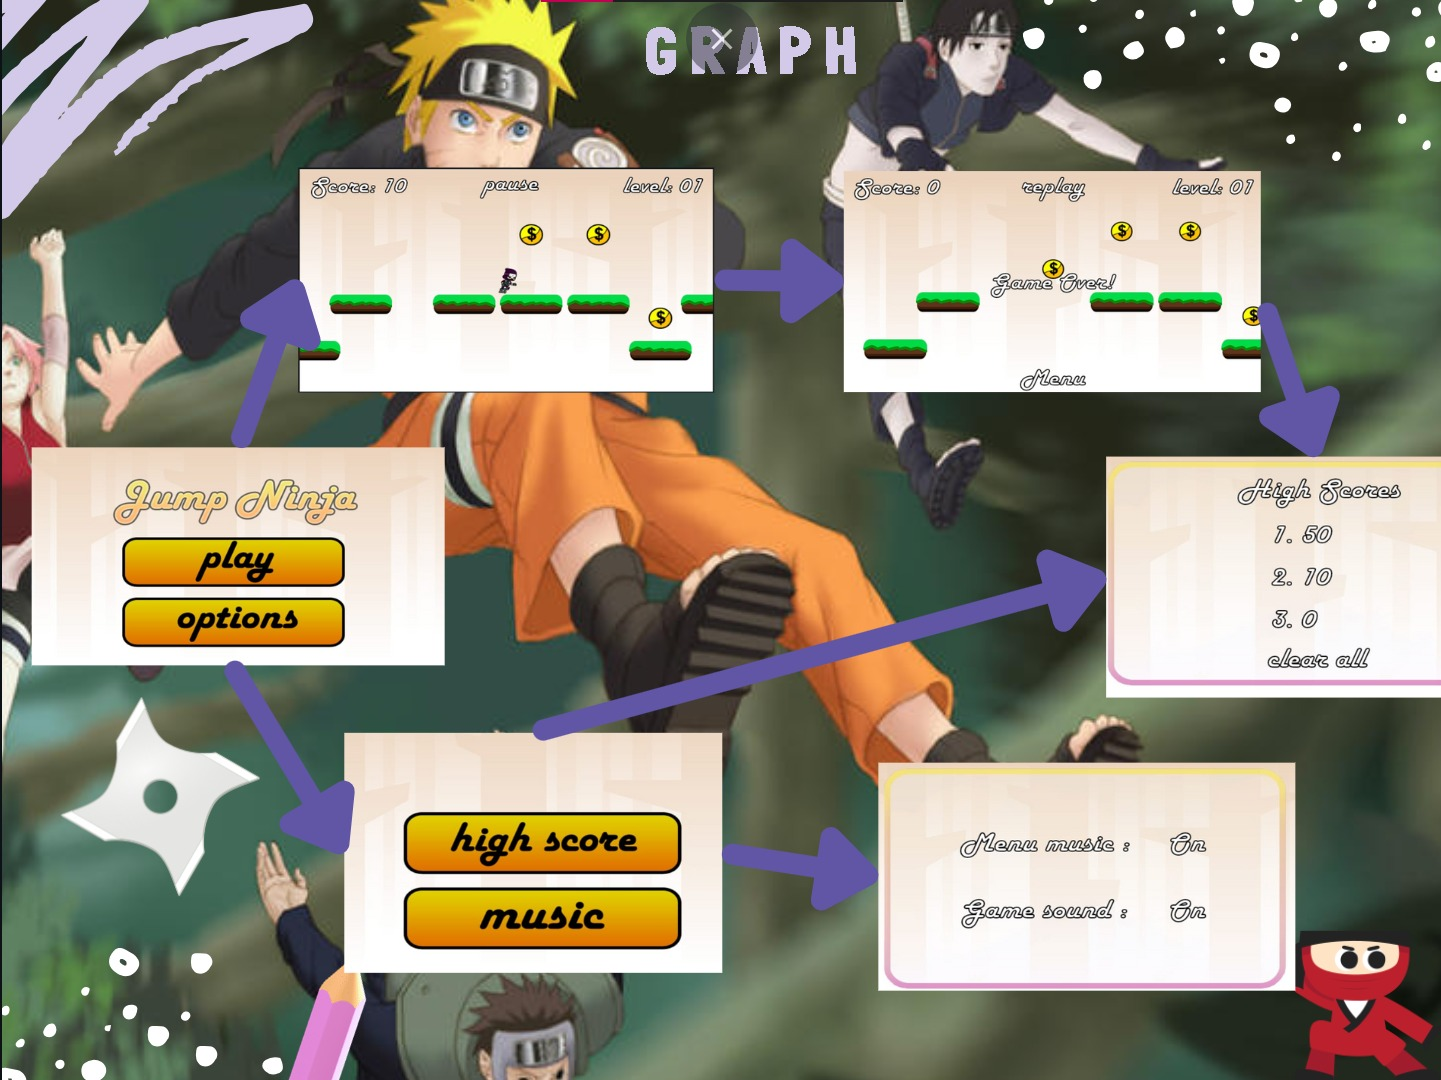 GRAPH
Score: 10 pause level: 01
Score: 0 replay level: 01
Game Over!
Menu
Jump Ninja
play
options
High Scores
1. 50
2. 10
3. 0
clear all
high score
music
Menu music : On
Game sound : On